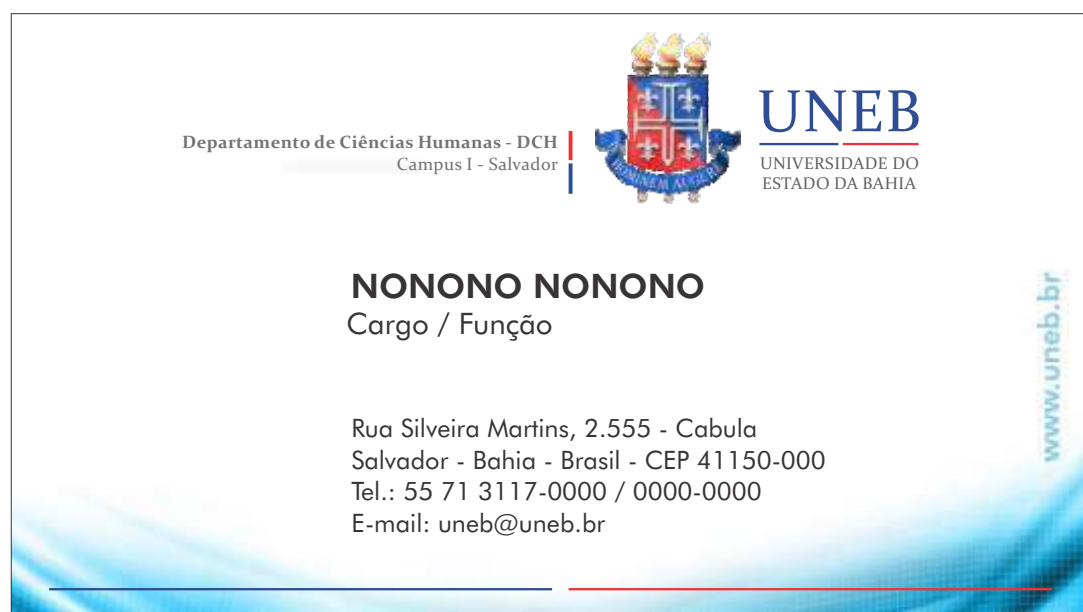 Departamento de Ciências Humanas - DCH
Campus I - Salvador
HOMINEM AUGERE
UNEB
UNIVERSIDADE DO
ESTADO DA BAHIA
NONONO NONONO
Cargo / Função
Rua Silveira Martins, 2.555 - Cabula
Salvador - Bahia - Brasil - CEP 41150-000
Tel.: 55 71 3117-0000 / 0000-0000
E-mail: uneb@uneb.br
www.uneb.br